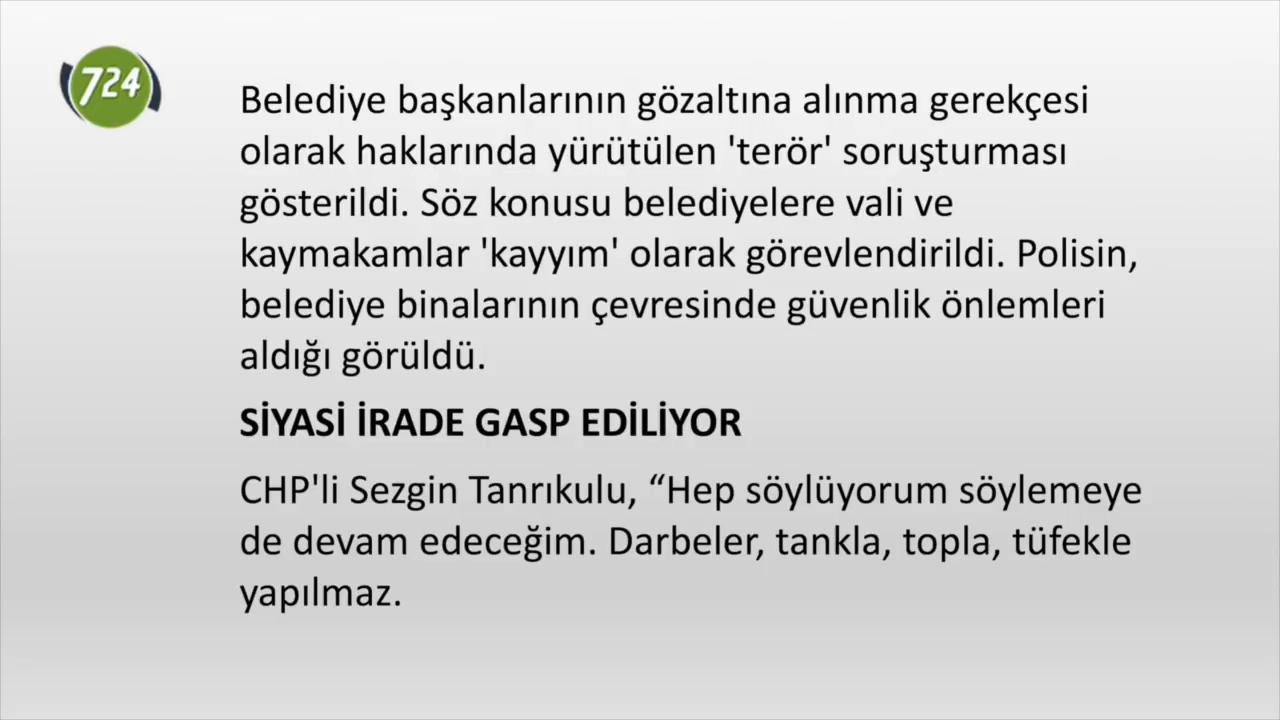 724
Belediye başkanlarının gözaltına alınma gerekçesi
olarak haklarında yürütülen 'terör' soruşturması
gösterildi. Söz konusu belediyelere vali ve
kaymakamlar 'kayyım' olarak görevlendirildi. Polisin,
belediye binalarının çevresinde güvenlik önlemleri
aldığı görüldü.
SİYASİ İRADE GASP EDİLİYOR
CHP'li Sezgin Tanrıkulu, “Hep söylüyorum söylemeye
de devam edeceğim. Darbeler, tankla, topla, tüfekle
yapılmaz.